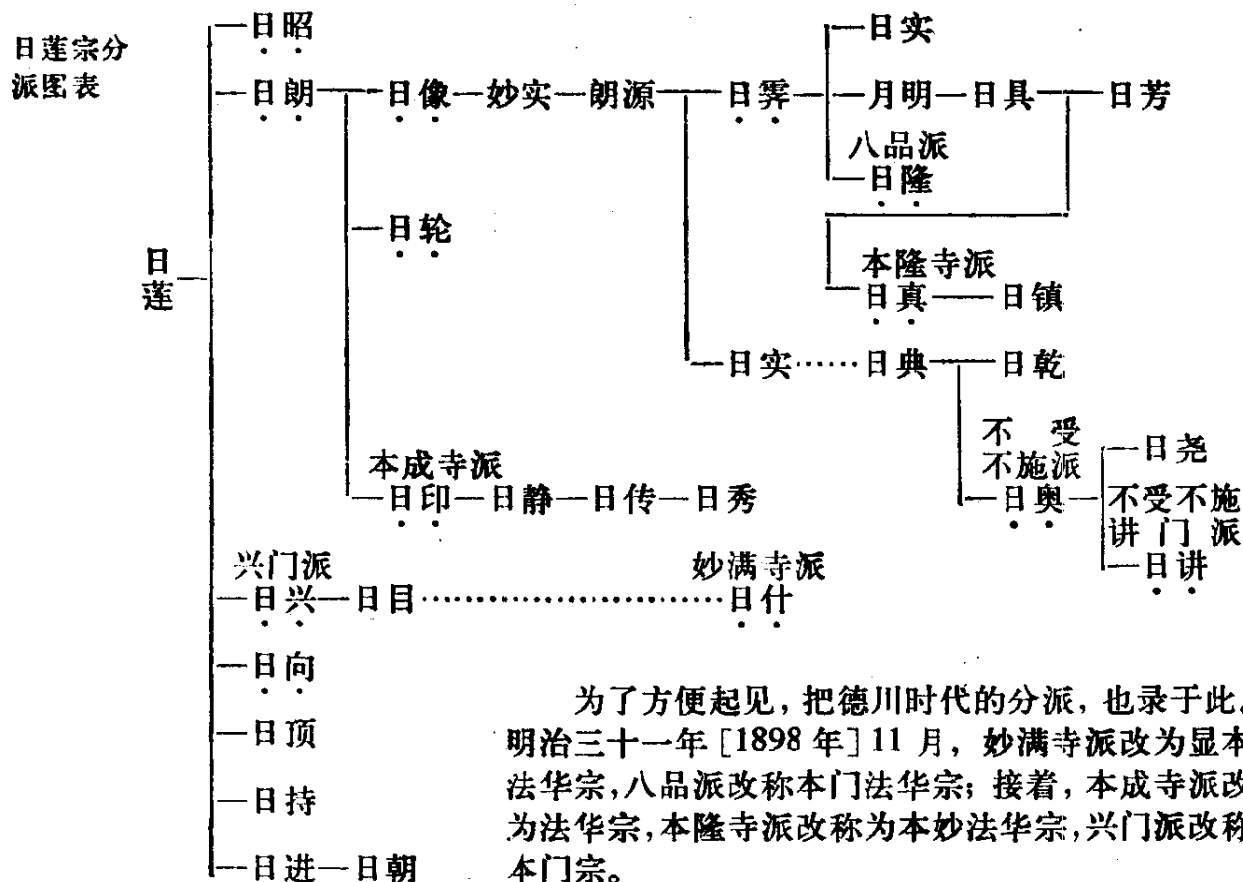 日莲宗分
派图表
日昭
日实
日朗—日像—妙实—朗源—日霁—月明—日具—日芳
八品派
日隆
日轮
日莲
本隆寺派
日真—日镇
日实……日典—日乾
不受
不施派
日尧
本成寺派
日印—日静—日传—日秀
日奥
不受不施
讲门派
日讲
兴门派
妙满寺派
日兴—日目……日什
日向
为了方便起见，把德川时代的分派，也录于此。
日顶
明治三十一年［1898年］11月，妙满寺派改为显本
法华宗，八品派改称本门法华宗；接着，本成寺派改
日持
为法华宗，本隆寺派改称为本妙法华宗，兴门派改称
日进—日朝
本门宗。